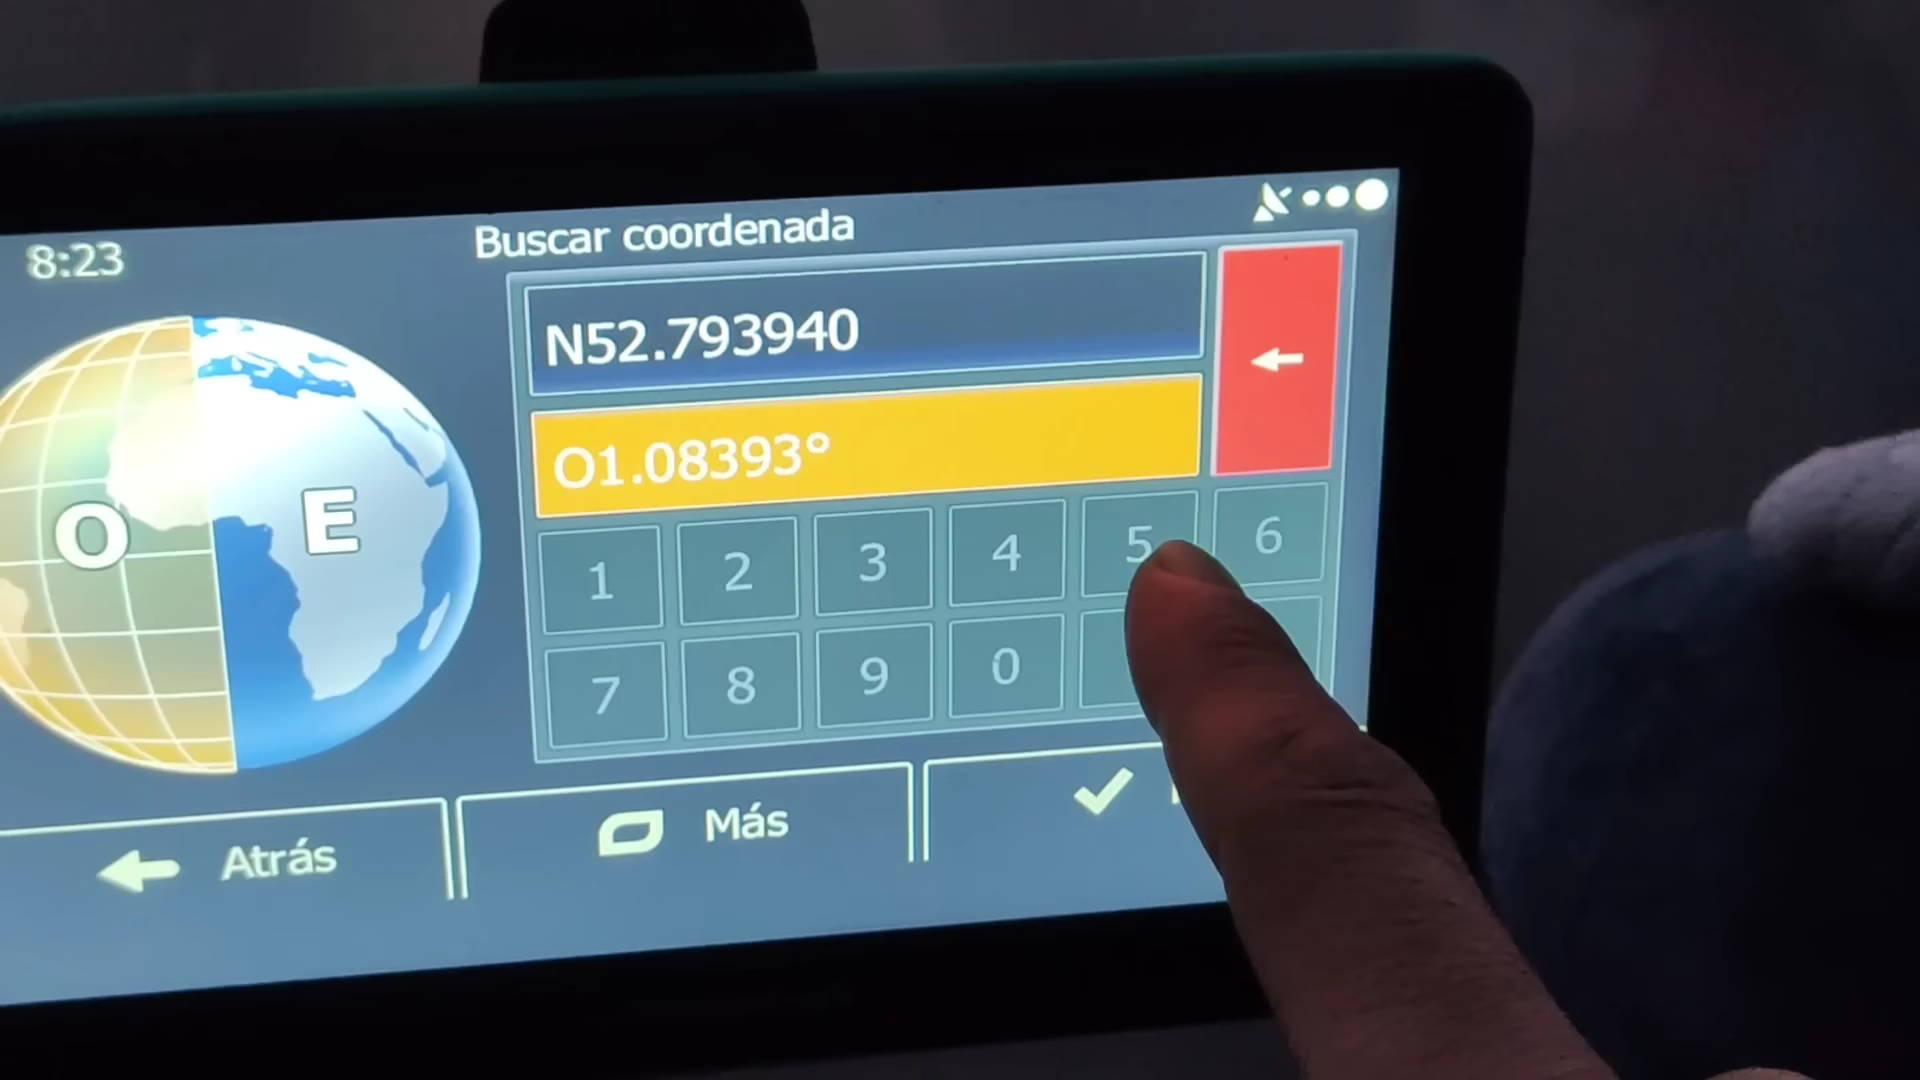 8:23
Buscar coordenada
N52.793940
O1.08393°
O E
1 2 3 4 5 6
7 8 9 0
Atrás
Más